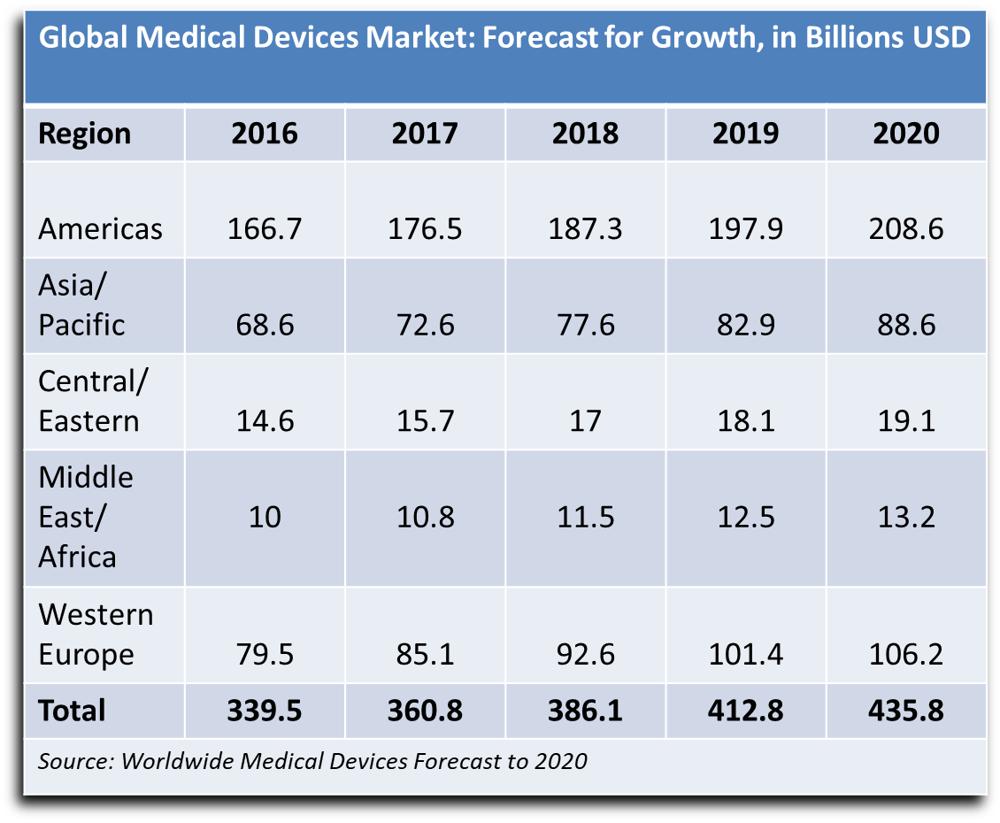 Global Medical Devices Market: Forecast for Growth, in Billions USD
Region 2016 2017 2018 2019 2020
Americas 166.7 176.5 187.3 197.9 208.6
Asia/
Pacific 68.6 72.6 77.6 82.9 88.6
Central/
Eastern 14.6 15.7 17 18.1 19.1
Middle
East/ 10 10.8 11.5 12.5 13.2
Africa
Western
Europe 79.5 85.1 92.6 101.4 106.2
Total 339.5 360.8 386.1 412.8 435.8
Source: Worldwide Medical Devices Forecast to 2020